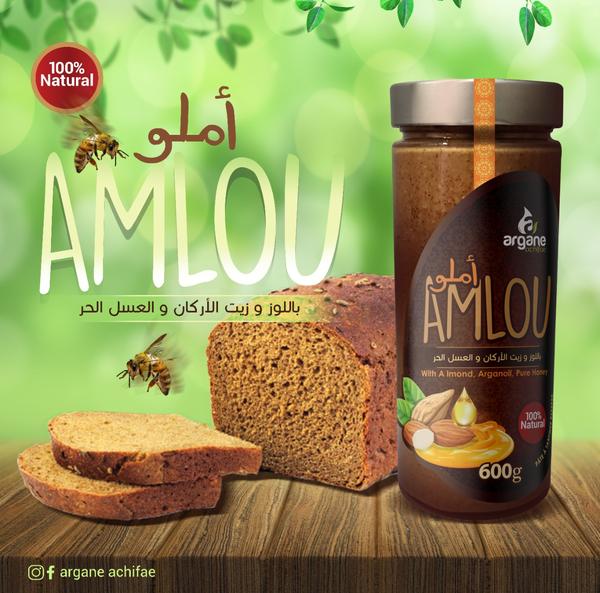 100%
Natural
أملو
AMLOU
باللوز و زيت الأركان و العسل الحر
argane
achifae
أملو
AMLOU
باللوز و زيت الأركان و العسل الحر
With A lmond, Arganoil, Pure Honey
100%
Natural
600g
argane achifae